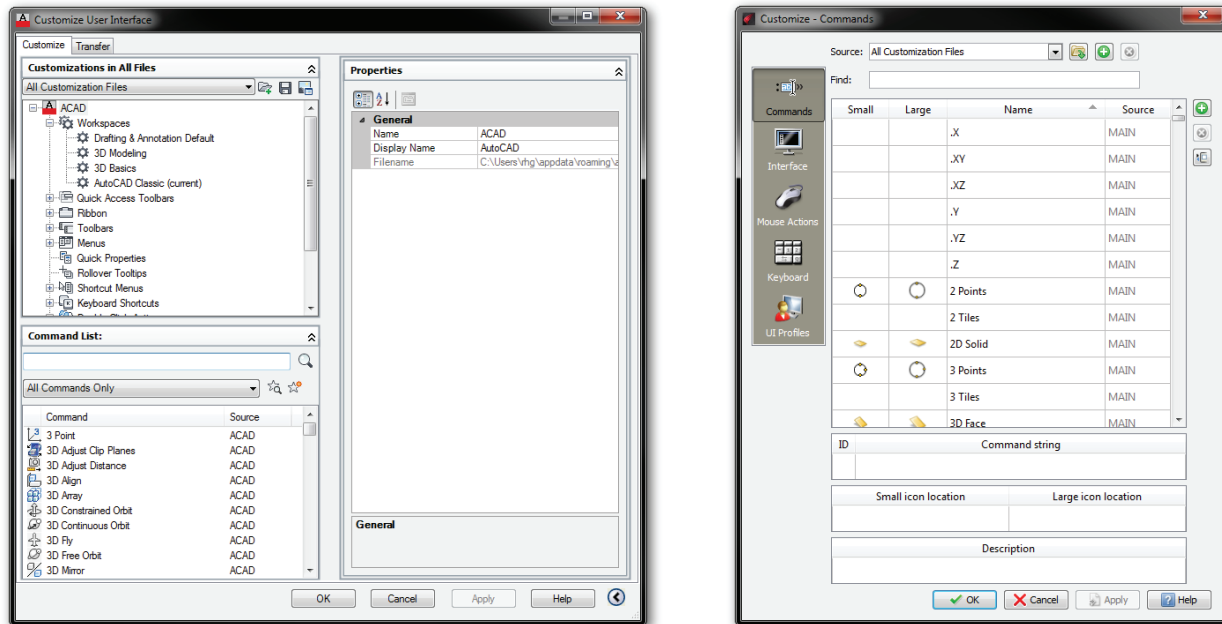 Customize User Interface
Customize Transfer
Customizations in All Files
All Customization Files
ACAD
Workspaces
Drafting & Annotation Default
3D Modeling
3D Basics
AutoCAD Classic (current)
Quick Access Toolbars
Ribbon
Toolbars
Menus
Quick Properties
Rollover Tooltips
Shortcut Menus
Keyboard Shortcuts
Command List:
All Commands Only
Command Source
3 Point ACAD
3D Adjust Clip Planes ACAD
3D Adjust Distance ACAD
3D Align ACAD
3D Array ACAD
3D Constrained Orbit ACAD
3D Continuous Orbit ACAD
3D Fly ACAD
3D Free Orbit ACAD
3D Mirror ACAD
Properties
General
Name ACAD
Display Name AutoCAD
Filename C:\Users\rhg\appdata\roaming\a
General
OK Cancel Apply Help
Customize - Commands
Source: All Customization Files
Find:
Commands
Interface
Mouse Actions
Keyboard
UI Profiles
Small Large Name Source
.X MAIN
.XY MAIN
.XZ MAIN
.Y MAIN
.YZ MAIN
.Z MAIN
2 Points MAIN
2 Tiles MAIN
2D Solid MAIN
3 Points MAIN
3 Tiles MAIN
3D Face MAIN
ID Command string
Small icon location Large icon location
Description
OK Cancel Apply Help